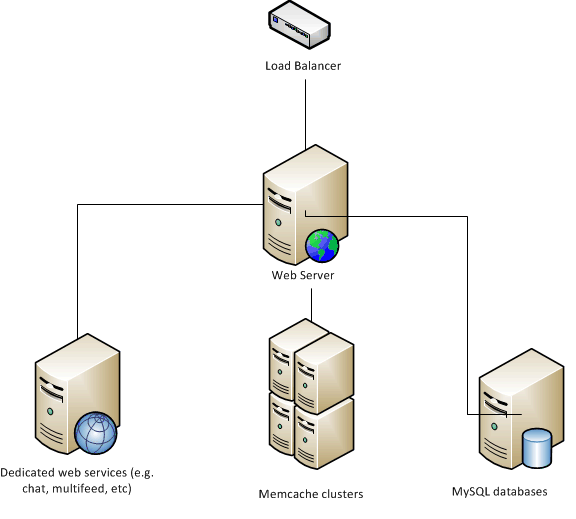 Load Balancer
Web Server
Dedicated web services (e.g.
chat, multifeed, etc)
Memcache clusters
MySQL databases